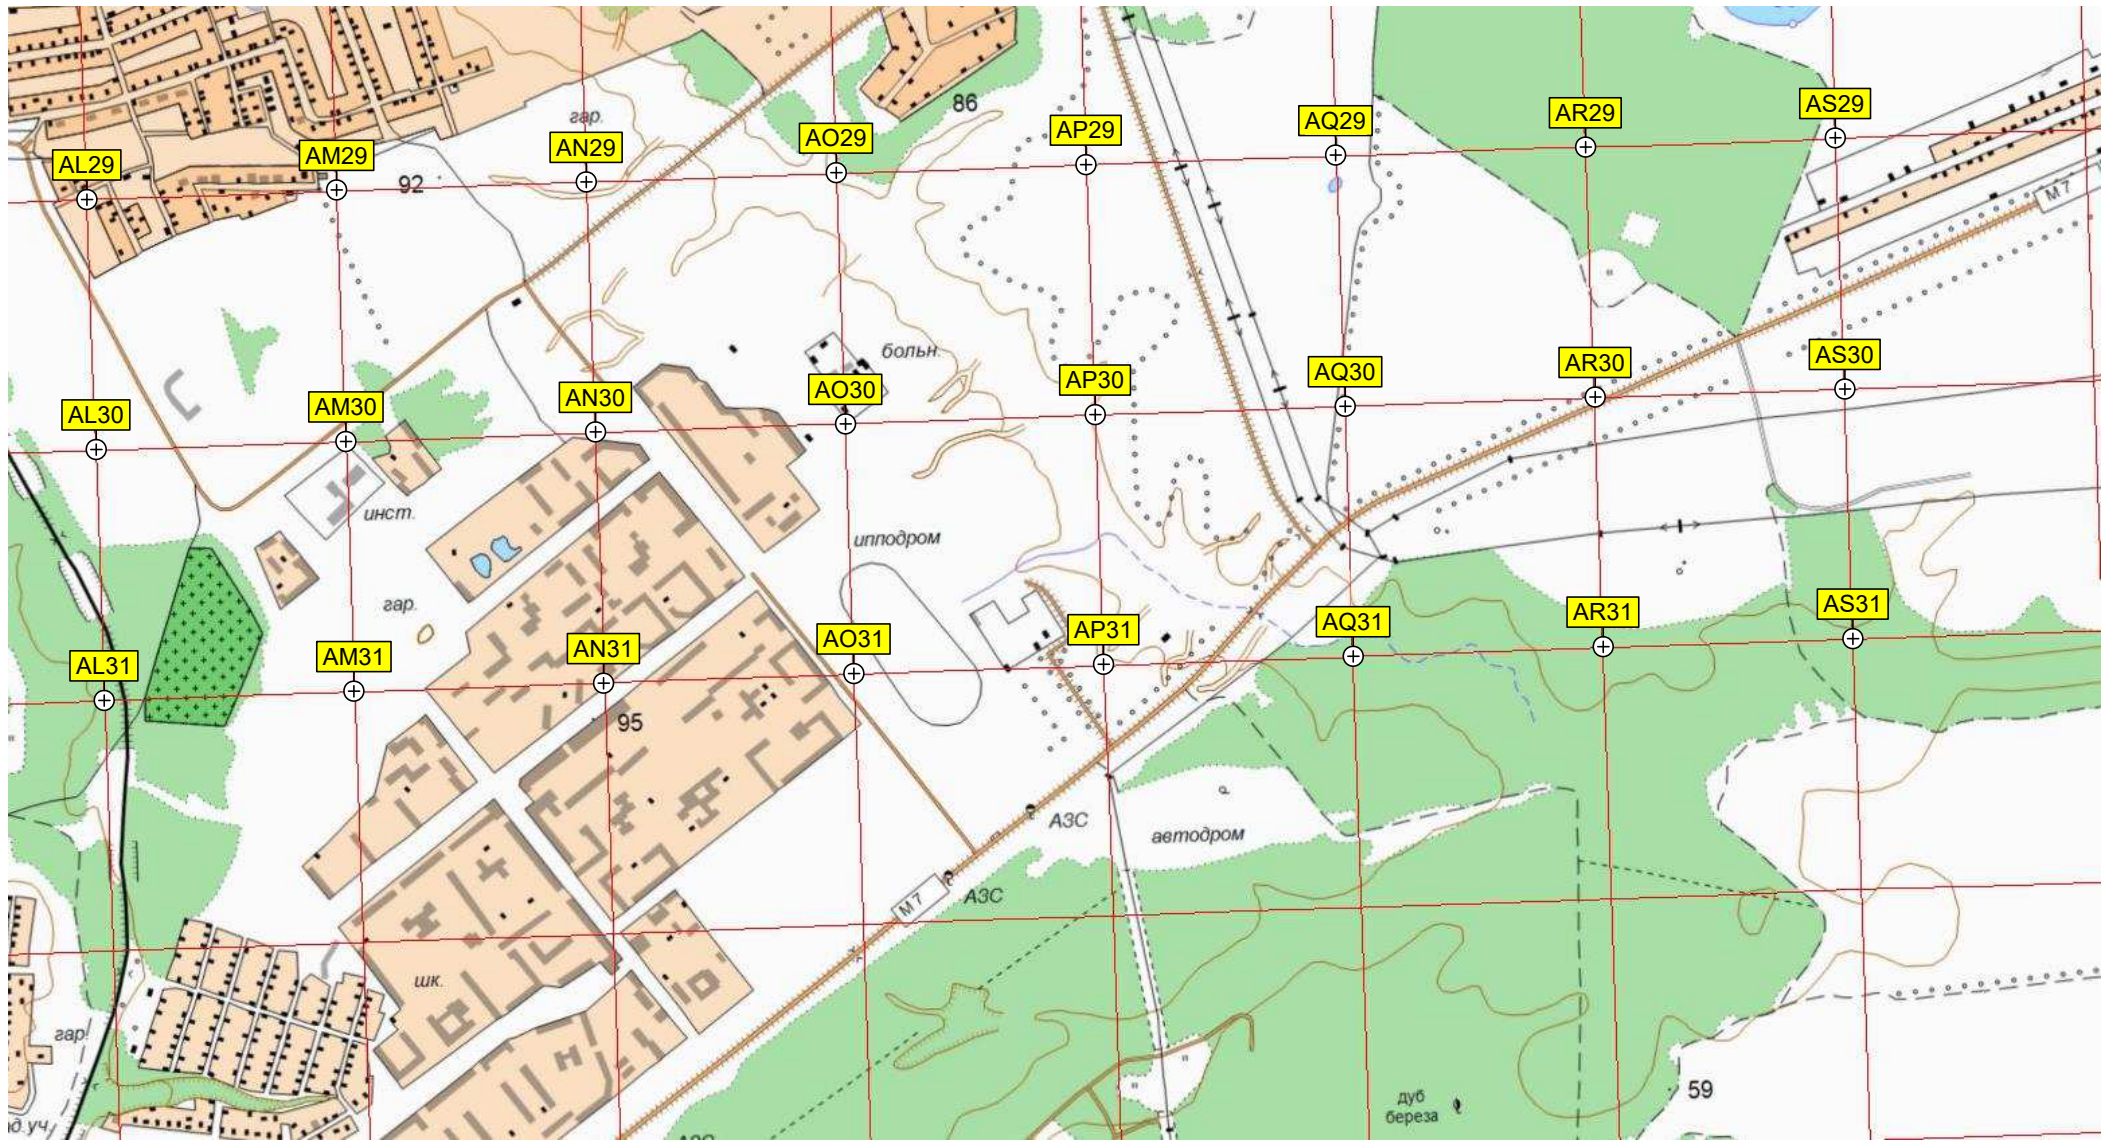 86
гар.
AS29
AR29
AQ29
AP29
AO29
AN29
AM29
AL29
92
М 7
больн.
AS30
AR30
AQ30
AP30
AO30
AN30
AM30
AL30
инст.
ипподром
гар.
AS31
AR31
AQ31
AP31
AO31
AN31
AM31
AL31
95
АЗС
автодром
АЗС
М 7
шк.
гар.
59
дуб
береза